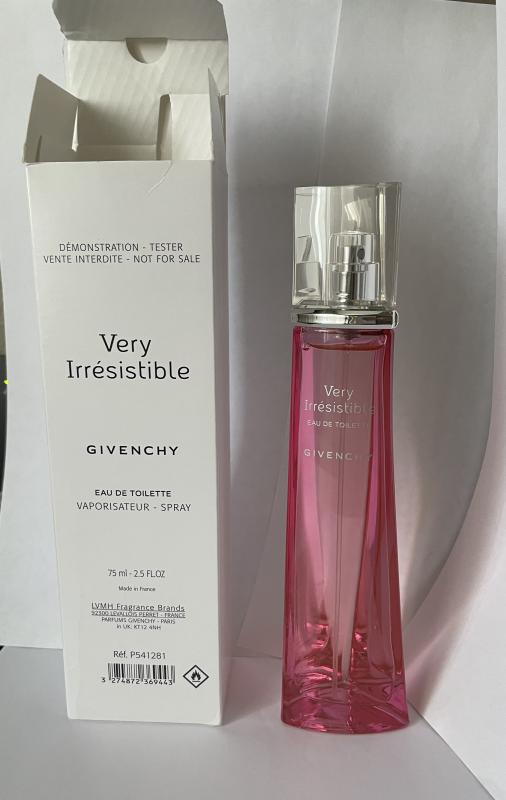 DÉMONSTRATION - TESTER
VENTE INTERDITE - NOT FOR SALE
Very
Irrésistible
GIVENCHY
EAU DE TOILETTE
VAPORISATEUR - SPRAY
75 ml - 2.5 FL.OZ
Made in France
LVMH Fragrance Brands
92300 LEVALLOIS PERRET - FRANCE
PARFUMS GIVENCHY - PARIS
in UK: KT12 4NH
Réf. P541281
3 274872 369443
Very
Irrésistible
EAU DE TOILETTE
GIVENCHY